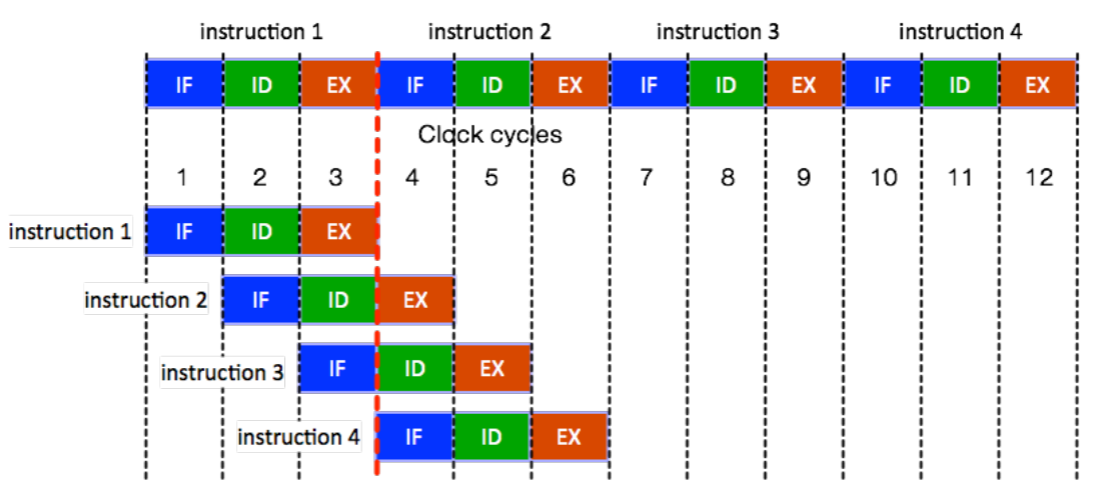 instruction 1 instruction 2 instruction 3 instruction 4
IF ID EX IF ID EX IF ID EX IF ID EX
Clock cycles
1 2 3 4 5 6 7 8 9 10 11 12
instruction 1 IF ID EX
instruction 2 IF ID EX
instruction 3 IF ID EX
instruction 4 IF ID EX